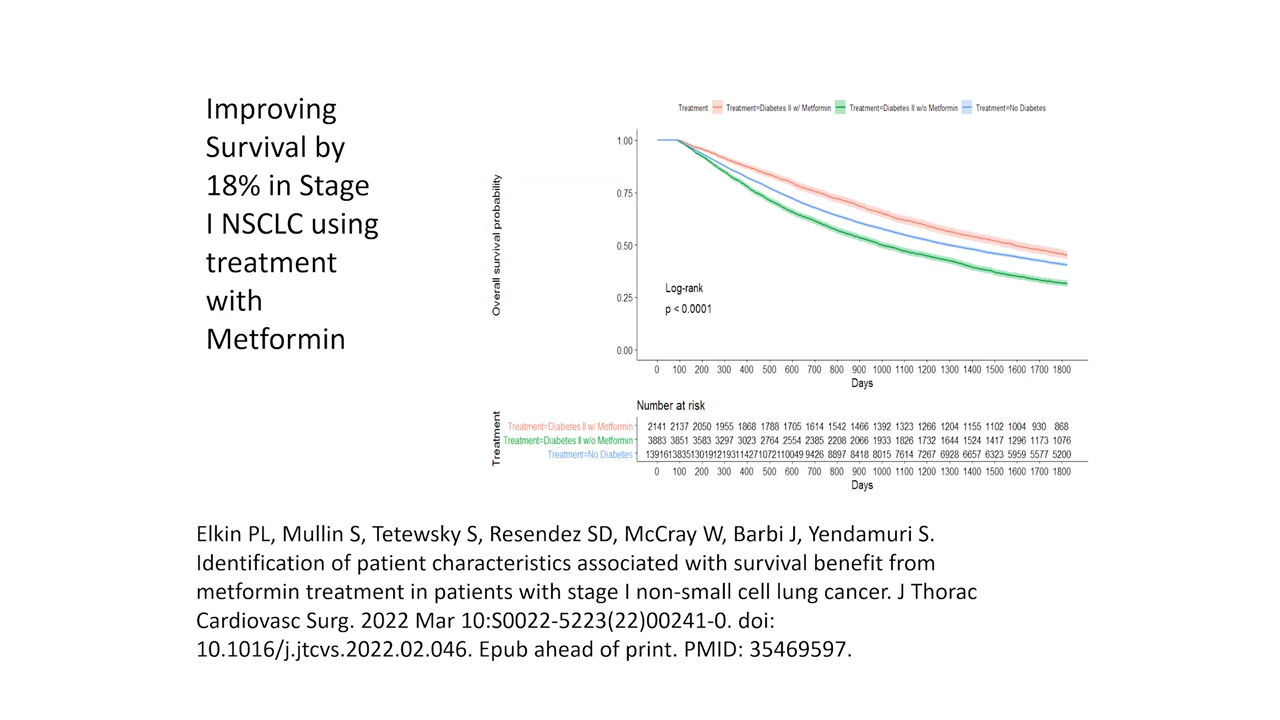 Improving
Survival by
18% in Stage
I NSCLC using
treatment
with
Metformin
Treatment Treatment=Diabetes II w/ Metformin Treatment=Diabetes II w/o Metformin Treatment=No Diabetes
Overall survival probability
1.00
0.75
0.50
0.25
0.00
Log-rank
p < 0.0001
0 100 200 300 400 500 600 700 800 900 1000 1100 1200 1300 1400 1500 1600 1700 1800
Days
Number at risk
Treatment
Treatment=Diabetes II w/ Metformin 2141 2137 2050 1955 1868 1788 1705 1614 1542 1466 1392 1323 1266 1204 1155 1102 1004 930 868
Treatment=Diabetes II w/o Metformin 3883 3851 3583 3297 3023 2764 2554 2385 2208 2066 1933 1826 1732 1644 1524 1417 1296 1173 1076
Treatment=No Diabetes 13916 13835 13019 12193 11427 10721 10049 9426 8897 8418 8015 7614 7267 6928 6657 6323 5959 5577 5200
0 100 200 300 400 500 600 700 800 900 1000 1100 1200 1300 1400 1500 1600 1700 1800
Days
Elkin PL, Mullin S, Tetewsky S, Resendez SD, McCray W, Barbi J, Yendamuri S.
Identification of patient characteristics associated with survival benefit from
metformin treatment in patients with stage I non-small cell lung cancer. J Thorac
Cardiovasc Surg. 2022 Mar 10:S0022-5223(22)00241-0. doi:
10.1016/j.jtcvs.2022.02.046. Epub ahead of print. PMID: 35469597.